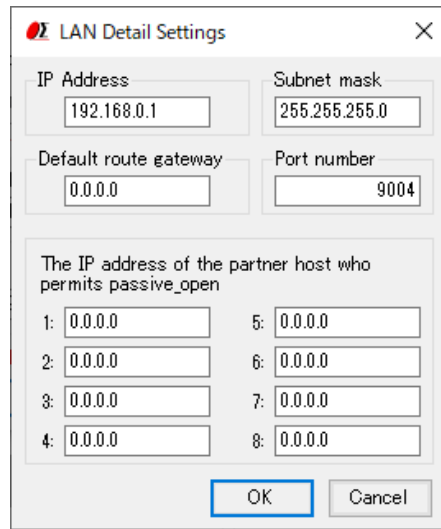 LAN Detail Settings
IP Address
192.168.0.1
Subnet mask
255.255.255.0
Default route gateway
0.0.0.0
Port number
9004
The IP address of the partner host who
permits passive_open
1: 0.0.0.0
2: 0.0.0.0
3: 0.0.0.0
4: 0.0.0.0
5: 0.0.0.0
6: 0.0.0.0
7: 0.0.0.0
8: 0.0.0.0
OK
Cancel